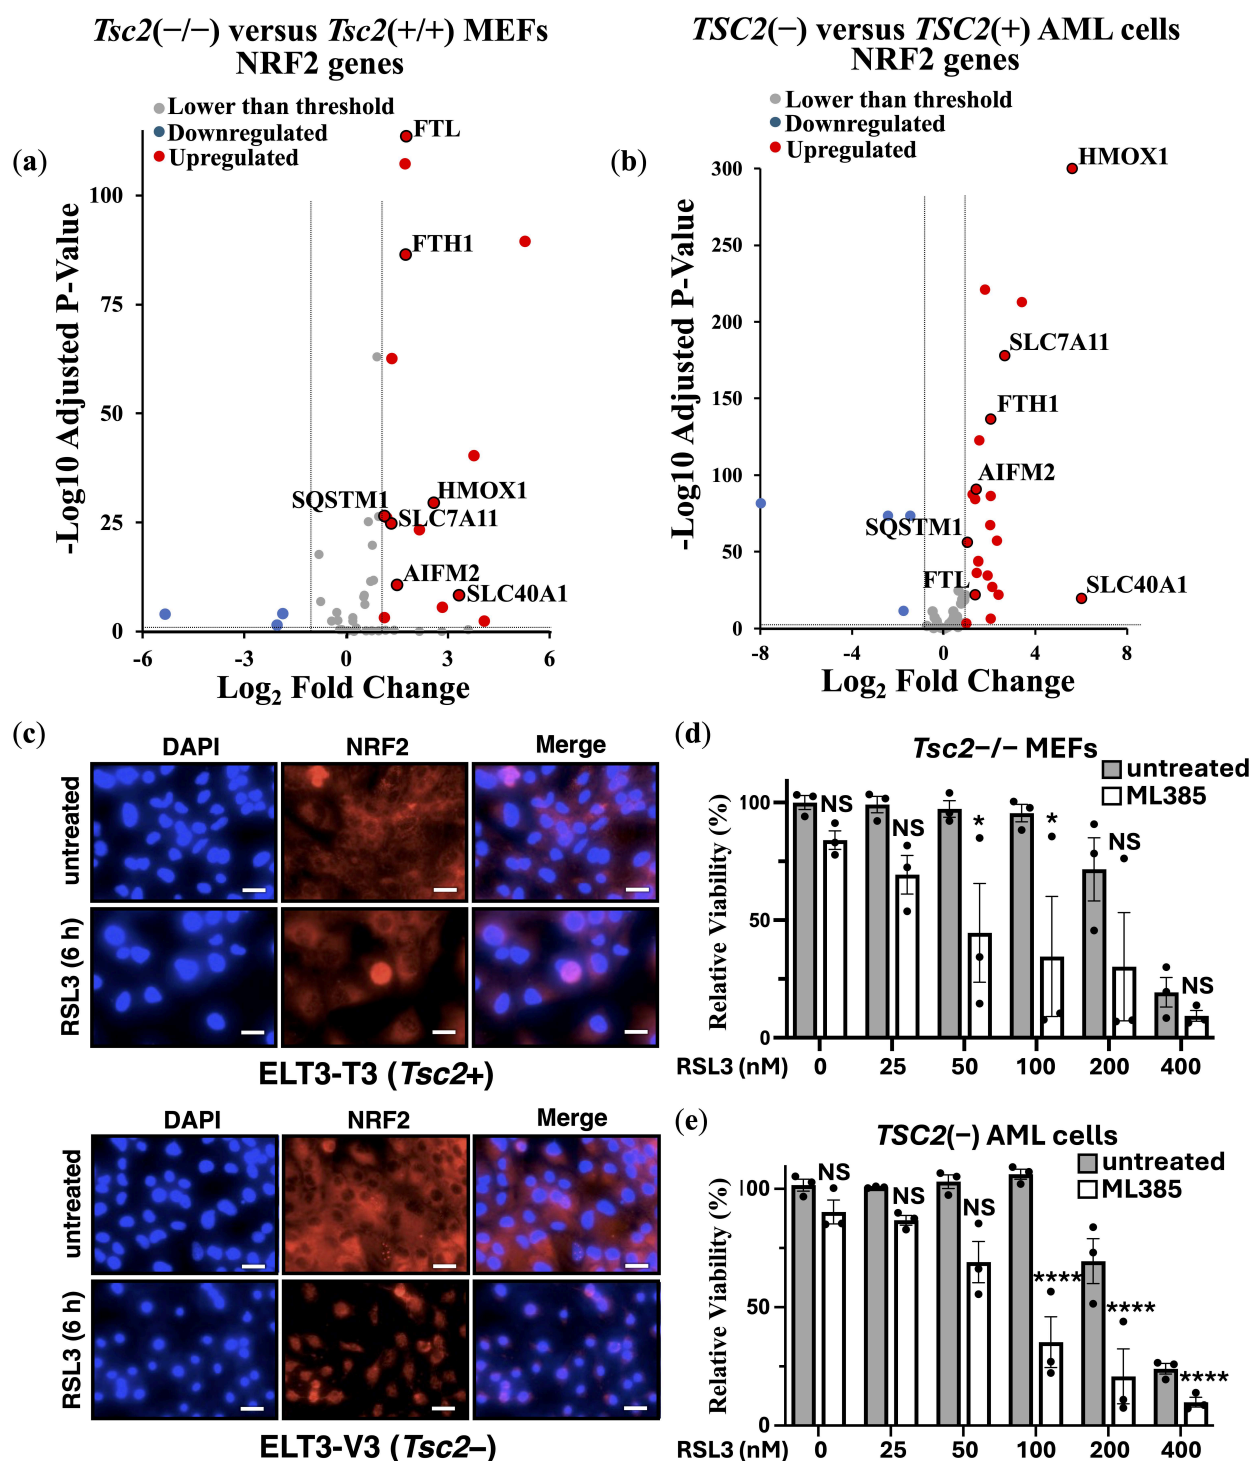 Tsc2(−/−) versus Tsc2(+/+) MEFs
NRF2 genes
Lower than threshold
Downregulated
Upregulated
(a)
FTL
FTH1
SQSTM1
HMOX1
SLC7A11
AIFM2
SLC40A1
100
75
50
25
0
-6
-3
0
3
6
-Log10 Adjusted P-Value
Log2 Fold Change
TSC2(−) versus TSC2(+) AML cells
NRF2 genes
Lower than threshold
Downregulated
Upregulated
(b)
HMOX1
SLC7A11
FTH1
AIFM2
SQSTM1
FTL
SLC40A1
300
250
200
150
100
50
0
-8
-4
0
4
8
-Log10 Adjusted P-Value
Log2 Fold Change
(c)
DAPI
NRF2
Merge
untreated
RSL3 (6 h)
ELT3-T3 (Tsc2+)
DAPI
NRF2
Merge
untreated
RSL3 (6 h)
ELT3-V3 (Tsc2−)
(d)
Tsc2−/− MEFs
untreated
ML385
Relative Viability (%)
100
50
0
NS
NS
*
*
NS
NS
RSL3 (nM)
0
25
50
100
200
400
(e)
TSC2(−) AML cells
untreated
ML385
Relative Viability (%)
100
50
0
NS
NS
NS
****
****
****
RSL3 (nM)
0
25
50
100
200
400